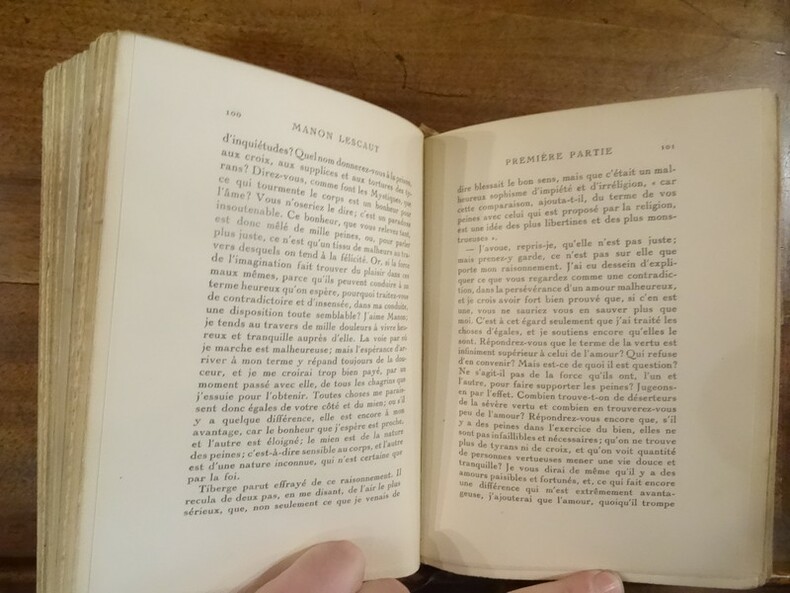 100
MANON LESCAUT
d'inquiétudes? Quel nom donnerez-vous à la prison,
aux croix, aux supplices et aux tortures des ty-
rans? Direz-vous, comme font les Mystiques, que
ce qui tourmente le corps est un bonheur pour
l'âme? Vous n'oseriez le dire; c'est un paradoxe
insoutenable. Ce bonheur, que vous relevez tant,
est donc mêlé de mille peines, ou, pour parler
plus juste, ce n'est qu'un tissu de malheurs au tra-
vers desquels on tend à la félicité. Or, si la force
de l'imagination fait trouver du plaisir dans ces
maux mêmes, parce qu'ils peuvent conduire à un
terme heureux qu'on espère, pourquoi traitez-vous
de contradictoire et d'insensée, dans ma conduite,
une disposition toute semblable? J'aime Manon;
je tends au travers de mille douleurs à vivre heu-
reux et tranquille auprès d'elle. La voie par où
je marche est malheureuse; mais l'espérance d'ar-
river à mon terme y répand toujours de la dou-
ceur, et je me croirai trop bien payé, par un
moment passé avec elle, de tous les chagrins que
j'essuie pour l'obtenir. Toutes choses me parais-
sent donc égales de votre côté et du mien; ou s'il
y a quelque différence, elle est encore à mon
avantage, car le bonheur que j'espère est proche,
et l'autre est éloigné; le mien est de la nature
des peines; c'est-à-dire sensible au corps, et l'autre
est d'une nature inconnue, qui n'est certaine que
par la foi.
Tiberge parut effrayé de ce raisonnement. Il
recula de deux pas, en me disant, de l'air le plus
sérieux, que, non seulement ce que je venais de
PREMIÈRE PARTIE
101
dire blessait le bon sens, mais que c'était un mal-
heureux sophisme d'impiété et d'irréligion, « car
cette comparaison, ajouta-t-il, du terme de vos
peines avec celui qui est proposé par la religion,
est une idée des plus libertines et des plus mons-
trueuses ».
— J'avoue, repris-je, qu'elle n'est pas juste;
mais prenez-y garde, ce n'est pas sur elle que
porte mon raisonnement. J'ai eu dessein d'expli-
quer ce que vous regardez comme une contradic-
tion, dans la persévérance d'un amour malheureux,
et je crois avoir fort bien prouvé que, si c'en est
une, vous ne sauriez vous en sauver plus que
moi. C'est à cet égard seulement que j'ai traité les
choses d'égales, et je soutiens encore qu'elles le
sont. Répondrez-vous que le terme de la vertu est
infiniment supérieur à celui de l'amour? Qui refuse
d'en convenir? Mais est-ce de quoi il est question?
Ne s'agit-il pas de la force qu'ils ont, l'un et
l'autre, pour faire supporter les peines? Jugeons-
en par l'effet. Combien trouve-t-on de déserteurs
de la sévère vertu et combien en trouverez-vous
peu de l'amour? Répondrez-vous encore que, s'il
y a des peines dans l'exercice du bien, elles ne
sont pas infaillibles et nécessaires; qu'on ne trouve
plus de tyrans ni de croix, et qu'on voit quantité
de personnes vertueuses mener une vie douce et
tranquille? Je vous dirai de même qu'il y a des
amours paisibles et fortunés, et, ce qui fait encore
une différence qui m'est extrêmement avanta-
geuse, j'ajouterai que l'amour, quoiqu'il trompe